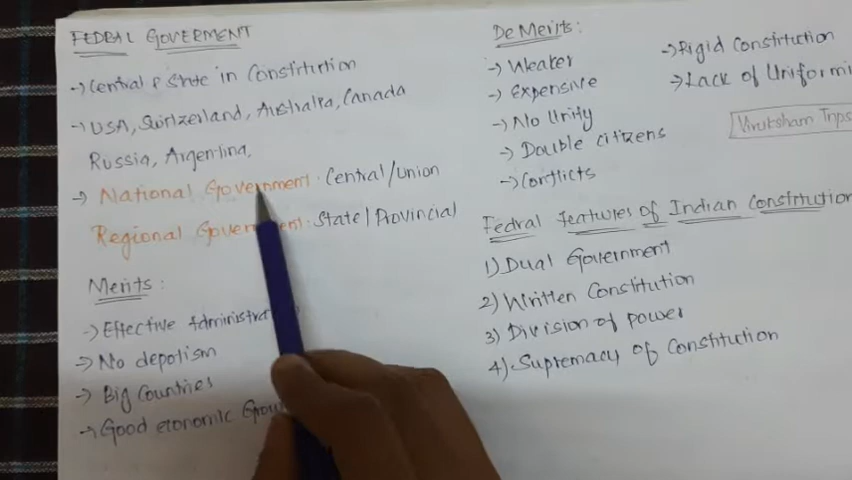 FEDRAL GOVERMENT
-> Central & State in Constitution
-> USA, Switzerland, Australia, Canada
Russia, Argentina,
-> National Government. Central/Union
Regional Government. State/Provincial
Merits:
-> Effective Administra
-> No depotism
-> Big Countries
-> Good economic Grow
DeMerits:
-> Weaker
-> Expensive
-> No Unity
-> Double citizens
-> Conflicts
-> Rigid Constitution
-> Lack of Uniformi
Viruksham Tnps
Fedral features of Indian Constitution
1) Dual Government
2) Written Constitution
3) Division of power
4) Supremacy of Constitution